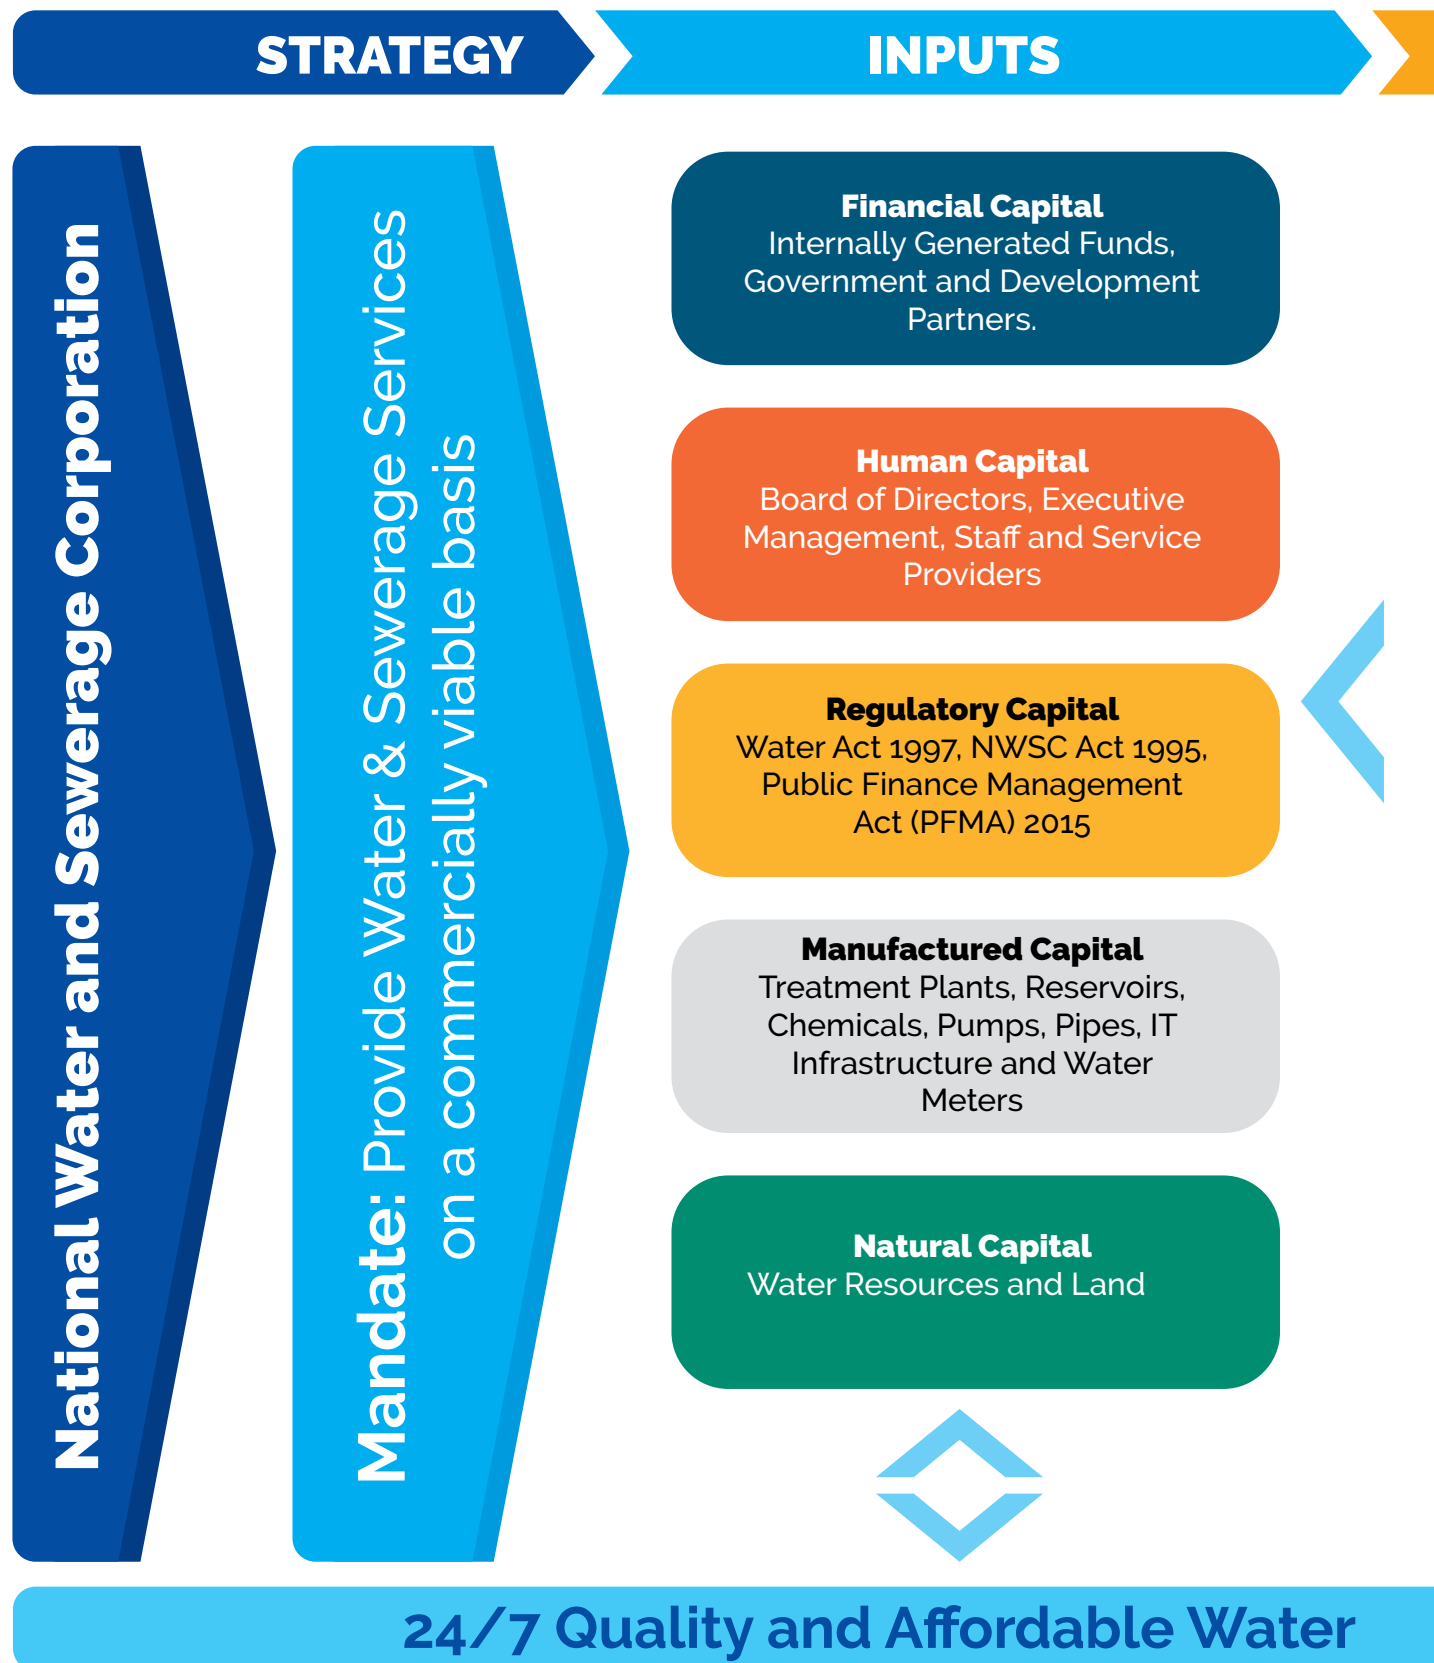 STRATEGY
INPUTS
National Water and Sewerage Corporation
Mandate: Provide Water & Sewerage Services
on a commercially viable basis
Financial Capital
Internally Generated Funds,
Government and Development
Partners.
Human Capital
Board of Directors, Executive
Management, Staff and Service
Providers
Regulatory Capital
Water Act 1997, NWSC Act 1995,
Public Finance Management
Act (PFMA) 2015
Manufactured Capital
Treatment Plants, Reservoirs,
Chemicals, Pumps, Pipes, IT
Infrastructure and Water
Meters
Natural Capital
Water Resources and Land
24/7 Quality and Affordable Water